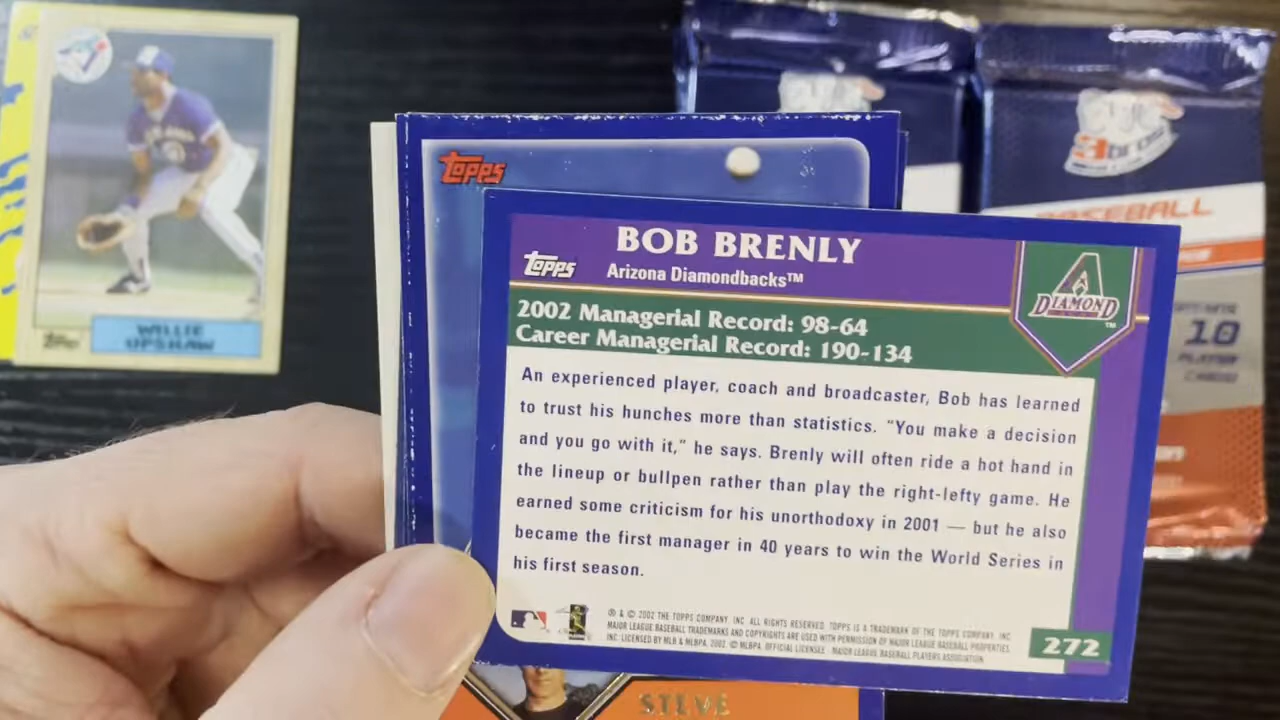 WILLIE
UPSHAW
Topps
Topps
BOB BRENLY
Topps
Arizona Diamondbacks™
DIAMOND
2002 Managerial Record: 98-64
Career Managerial Record: 190-134
An experienced player, coach and broadcaster, Bob has learned
to trust his hunches more than statistics. "You make a decision
and you go with it," he says. Brenly will often ride a hot hand in
the lineup or bullpen rather than play the right-lefty game. He
earned some criticism for his unorthodoxy in 2001 — but he also
became the first manager in 40 years to win the World Series in
his first season.
® & © 2002 THE TOPPS COMPANY, INC. ALL RIGHTS RESERVED. TOPPS IS A TRADEMARK OF THE TOPPS COMPANY, INC.
MAJOR LEAGUE BASEBALL TRADEMARKS AND COPYRIGHTS ARE USED WITH PERMISSION OF MAJOR LEAGUE BASEBALL PROPERTIES,
INC. LICENSED BY MLB & MLBPA, 2002. © MLBPA. OFFICIAL LICENSEE - MAJOR LEAGUE BASEBALL PLAYERS ASSOCIATION.
272
STEVE
3bros
BASEBALL
10
PLAYER
CARDS